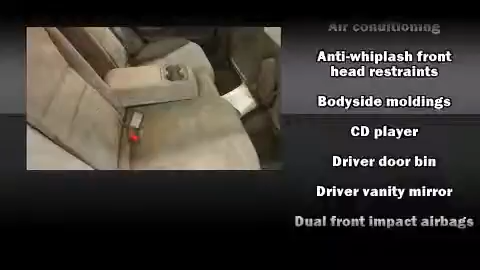 Air conditioning
Anti-whiplash front
head restraints
Bodyside moldings
CD player
Driver door bin
Driver vanity mirror
Dual front impact airbags